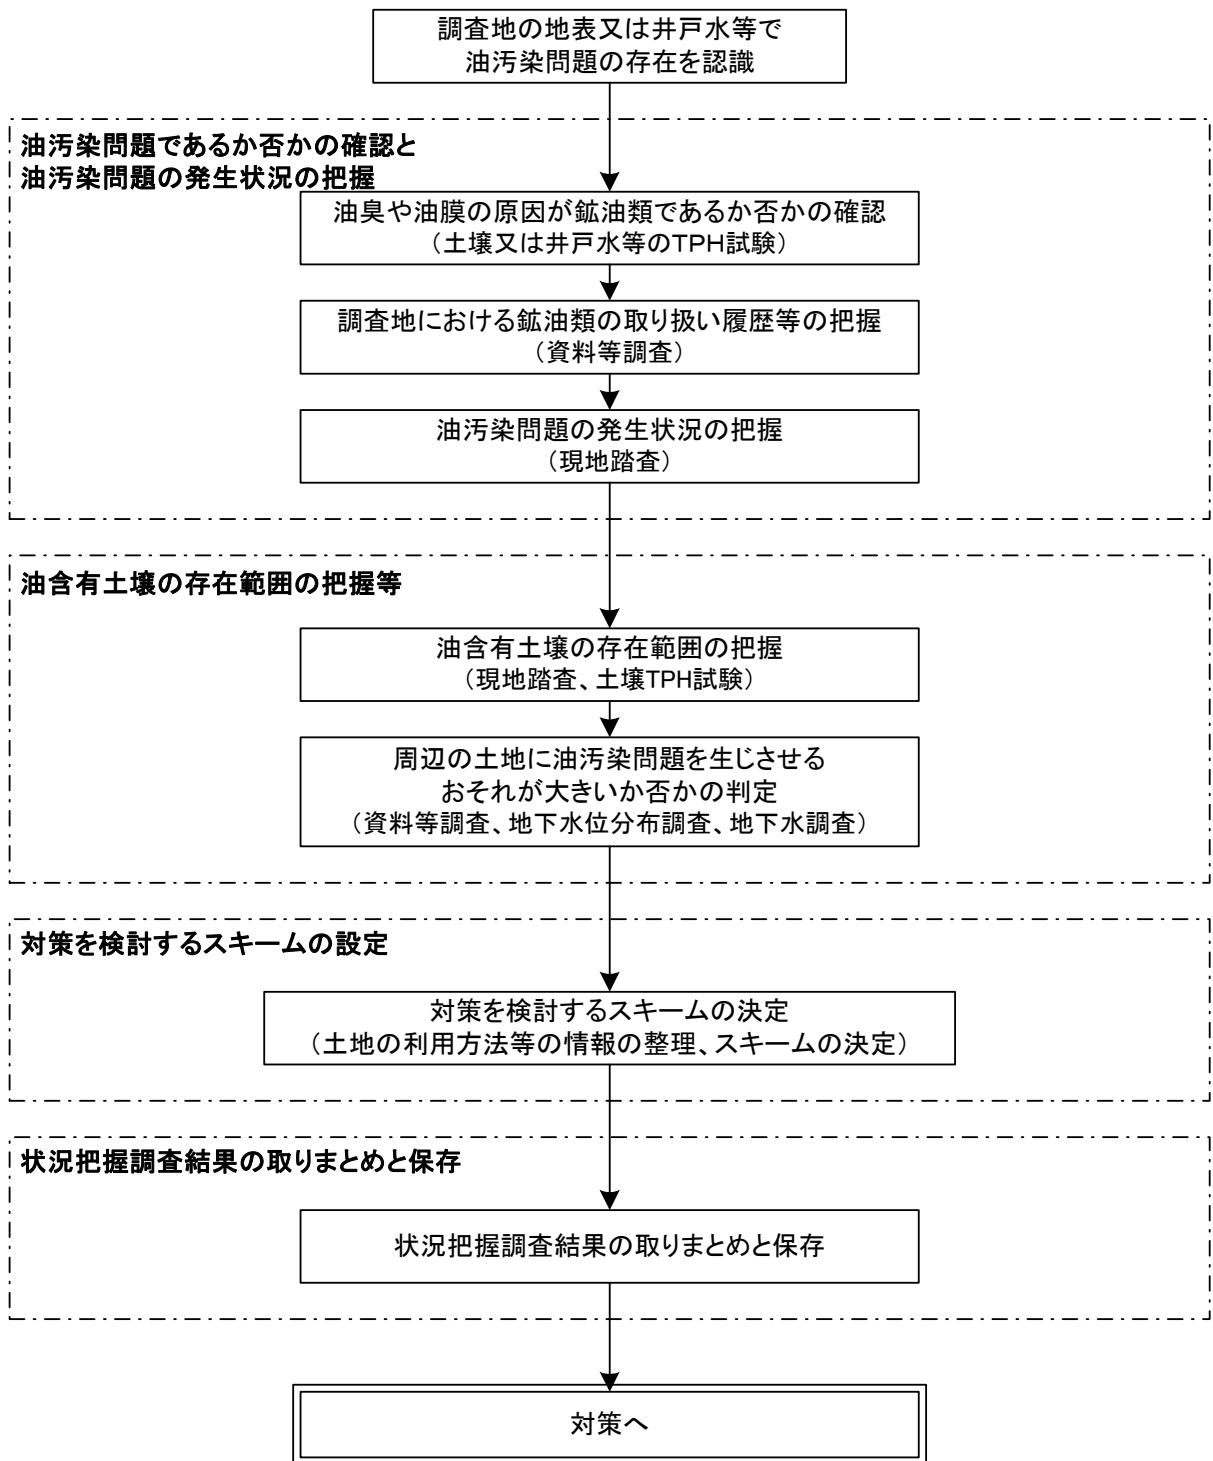 調査地の地表又は井戸水等で
油汚染問題の存在を認識
油汚染問題であるか否かの確認と
油汚染問題の発生状況の把握
油臭や油膜の原因が鉱油類であるか否かの確認
（土壌又は井戸水等のTPH試験）
調査地における鉱油類の取り扱い履歴等の把握
（資料等調査）
油汚染問題の発生状況の把握
（現地踏査）
油含有土壌の存在範囲の把握等
油含有土壌の存在範囲の把握
（現地踏査、土壌TPH試験）
周辺の土地に油汚染問題を生じさせる
おそれが大きいか否かの判定
（資料等調査、地下水位分布調査、地下水調査）
対策を検討するスキームの設定
対策を検討するスキームの決定
（土地の利用方法等の情報の整理、スキームの決定）
状況把握調査結果の取りまとめと保存
状況把握調査結果の取りまとめと保存
対策へ